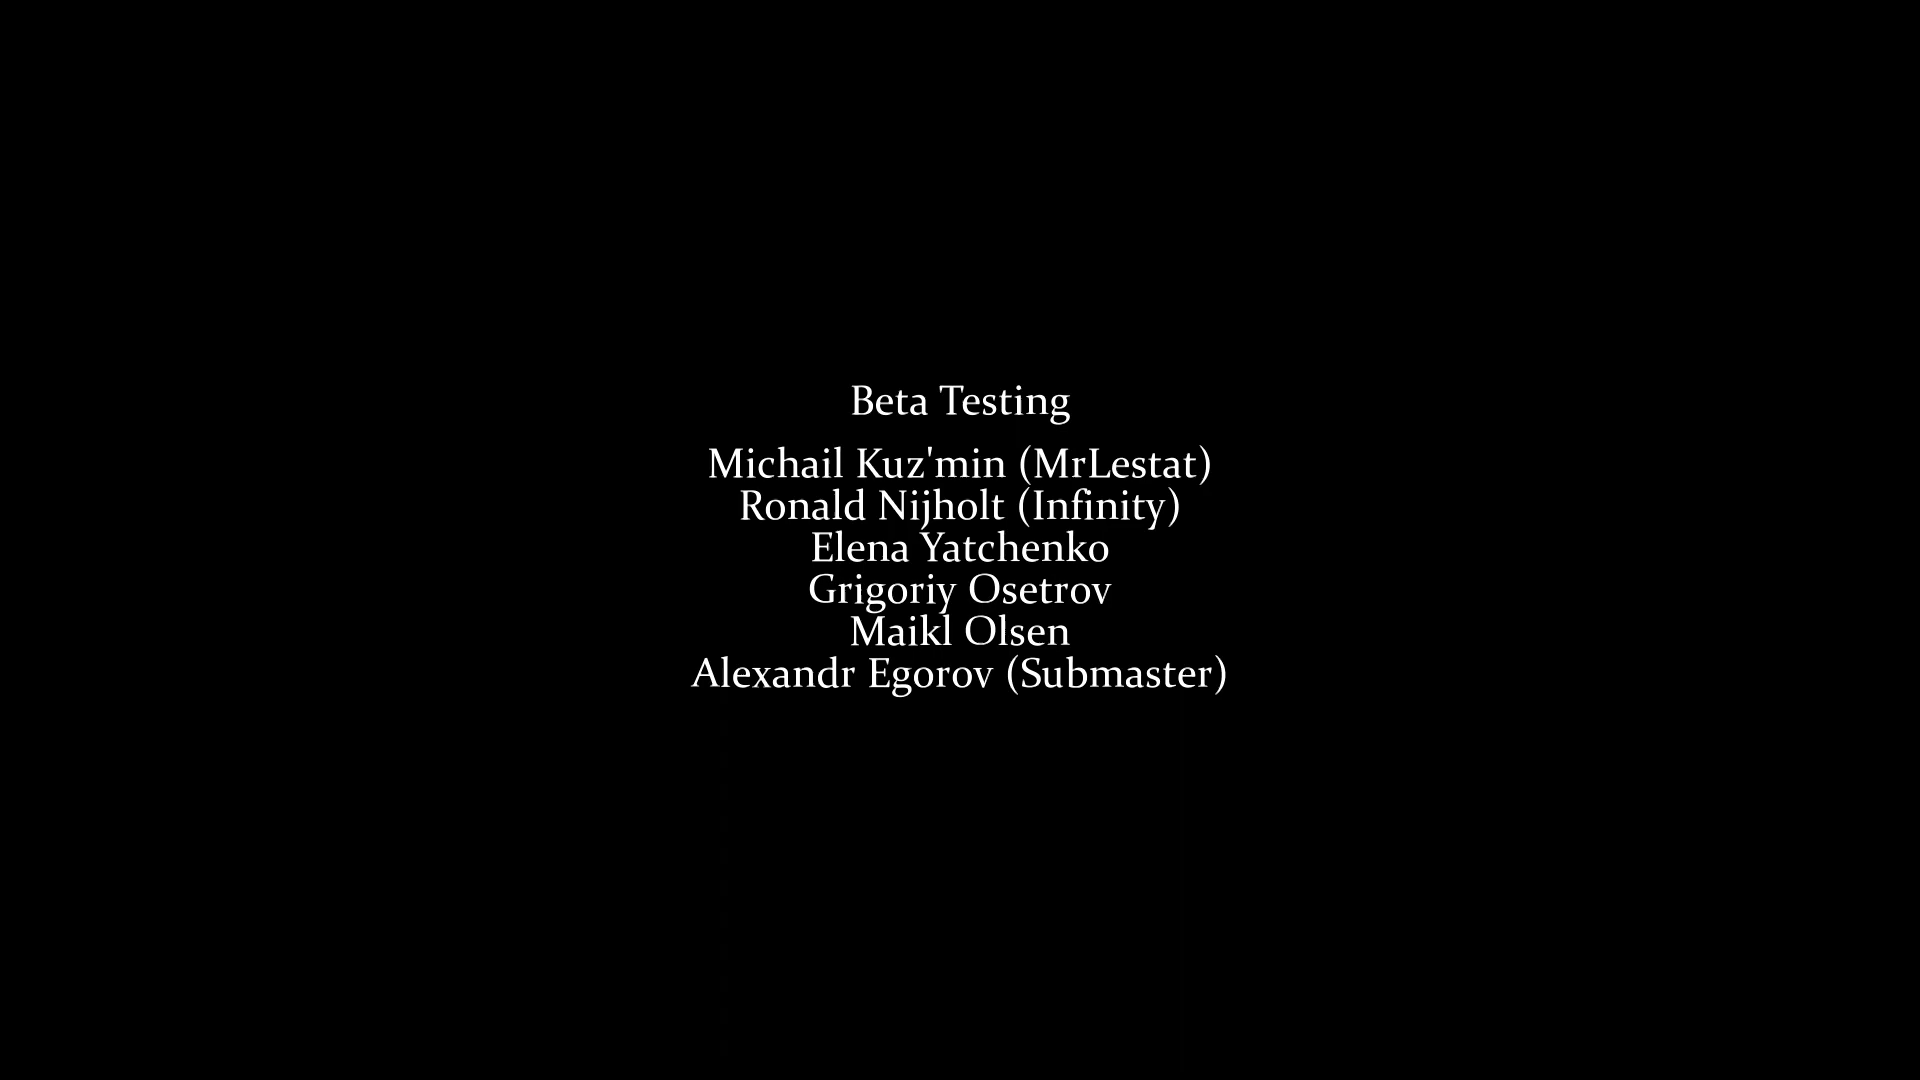 Beta Testing
Michail Kuz'min (MrLestat)
Ronald Nijholt (Infinity)
Elena Yatchenko
Grigoriy Osetrov
Maikl Olsen
Alexandr Egorov (Submaster)